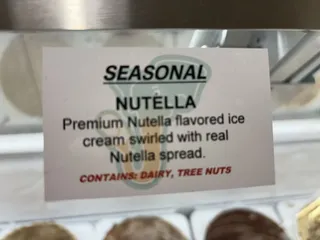 SEASONAL
NUTELLA
Premium Nutella flavored ice
cream swirled with real
Nutella spread.
CONTAINS: DAIRY, TREE NUTS